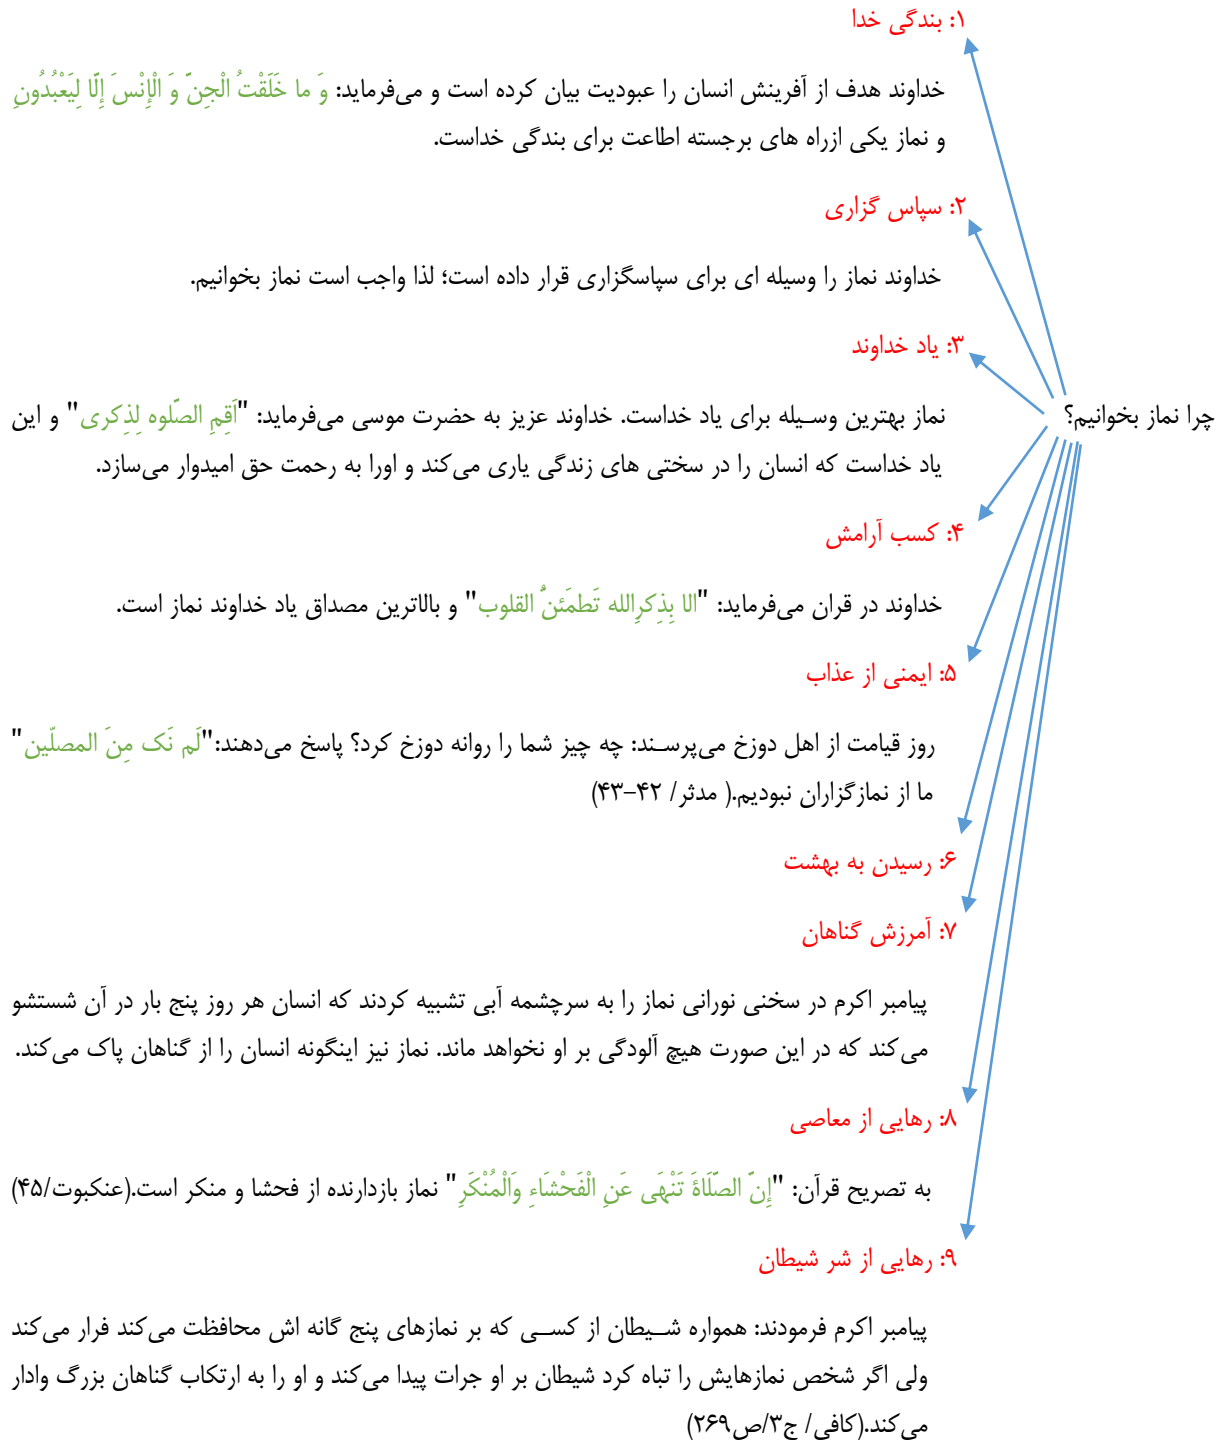 چرا نماز بخوانیم؟
۱: بندگی خدا
خداوند هدف از آفرینش انسان را عبودیت بیان کرده است و می‌فرماید: وَ ما خَلَقْتُ الْجِنَّ وَ الْإِنْسَ إِلَّا لِیَعْبُدُونِ
و نماز یکی ازراه های برجسته اطاعت برای بندگی خداست.
۲: سپاس گزاری
خداوند نماز را وسیله ای برای سپاسگزاری قرار داده است؛ لذا واجب است نماز بخوانیم.
۳: یاد خداوند
نماز بهترین وسیله برای یاد خداست. خداوند عزیز به حضرت موسی می‌فرماید: "اَقِمِ الصَّلوه لِذِکری" و این
یاد خداست که انسان را در سختی های زندگی یاری می‌کند و اورا به رحمت حق امیدوار می‌سازد.
۴: کسب آرامش
خداوند در قران می‌فرماید: "الا بِذِکرِالله تَطمَئنُّ القلوب" و بالاترین مصداق یاد خداوند نماز است.
۵: ایمنی از عذاب
روز قیامت از اهل دوزخ می‌پرسند: چه چیز شما را روانه دوزخ کرد؟ پاسخ می‌دهند:"لَم نَک مِنَ المصلّین"
ما از نمازگزاران نبودیم.( مدثر/ ۴۲–۴۳)
۶: رسیدن به بهشت
۷: آمرزش گناهان
پیامبر اکرم در سخنی نورانی نماز را به سرچشمه آبی تشبیه کردند که انسان هر روز پنج بار در آن شستشو
می‌کند که در این صورت هیچ آلودگی بر او نخواهد ماند. نماز نیز اینگونه انسان را از گناهان پاک می‌کند.
۸: رهایی از معاصی
به تصریح قرآن: "إِنَّ الصَّلَاةَ تَنْهَی عَنِ الْفَحْشَاءِ وَالْمُنْکَرِ" نماز بازدارنده از فحشا و منکر است.(عنکبوت/۴۵)
۹: رهایی از شر شیطان
پیامبر اکرم فرمودند: همواره شیطان از کسی که بر نمازهای پنج گانه اش محافظت می‌کند فرار می‌کند
ولی اگر شخص نمازهایش را تباه کرد شیطان بر او جرات پیدا می‌کند و او را به ارتکاب گناهان بزرگ وادار
می‌کند.(کافی/ ج۳/ص۲۶۹)